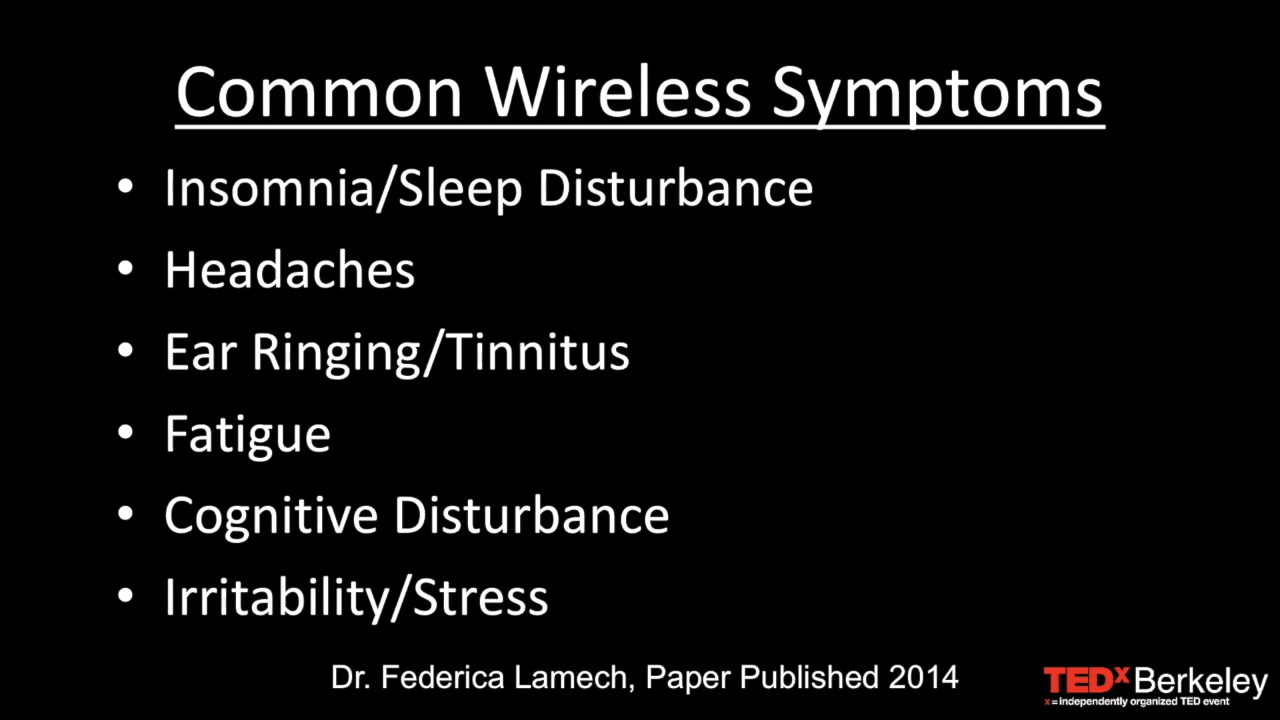 Common Wireless Symptoms
• Insomnia/Sleep Disturbance
• Headaches
• Ear Ringing/Tinnitus
• Fatigue
• Cognitive Disturbance
• Irritability/Stress
Dr. Federica Lamech, Paper Published 2014
TEDx Berkeley
x = independently organized TED event